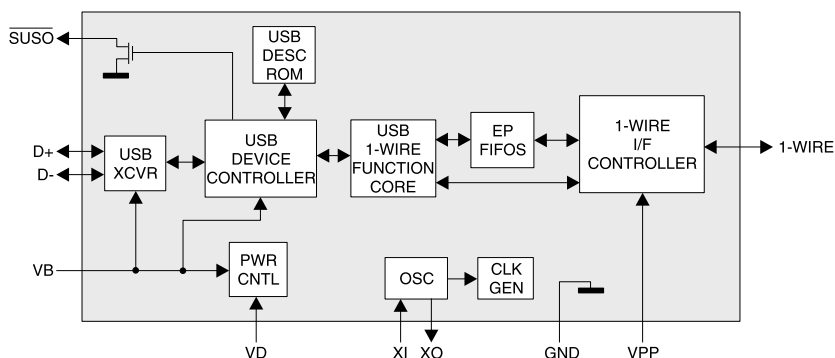 SUSO
USB
DESC
ROM
D+
D-
USB
XCVR
USB
DEVICE
CONTROLLER
USB
1-WIRE
FUNCTION
CORE
EP
FIFOS
1-WIRE
I/F
CONTROLLER
1-WIRE
VB
PWR
CNTL
OSC
CLK
GEN
VD
XI XO
GND
VPP